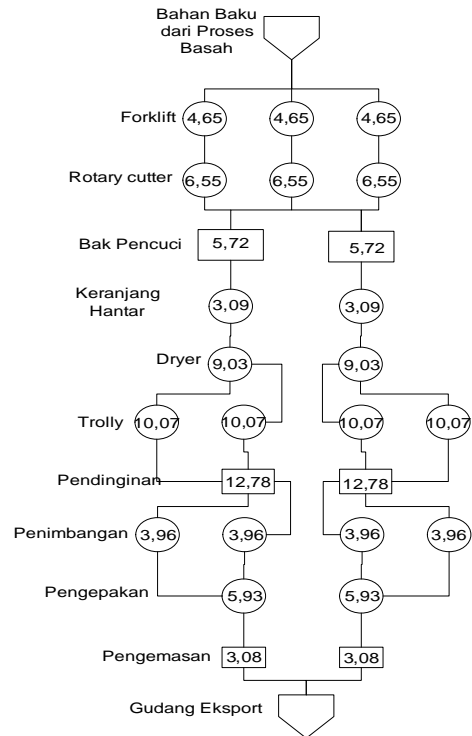 Bahan Baku
dari Proses
Basah
Forklift 4,65 4,65 4,65
Rotary cutter 6,55 6,55 6,55
Bak Pencuci 5,72 5,72
Keranjang
Hantar
3,09 3,09
Dryer 9,03 9,03
Trolly 10,07 10,07 10,07 10,07
Pendinginan 12,78 12,78
Penimbangan 3,96 3,96 3,96 3,96
Pengepakan 5,93 5,93
Pengemasan 3,08 3,08
Gudang Eksport